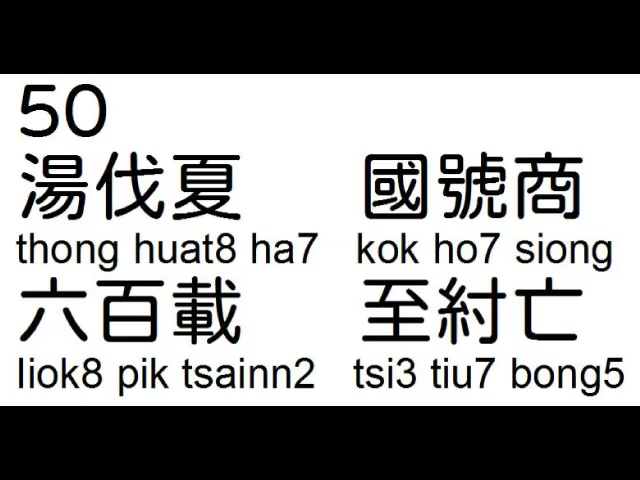 50
湯伐夏 國號商
thong huat8 ha7 kok ho7 siong
六百載 至紂亡
liok8 pik tsainn2 tsi3 tiu7 bong5